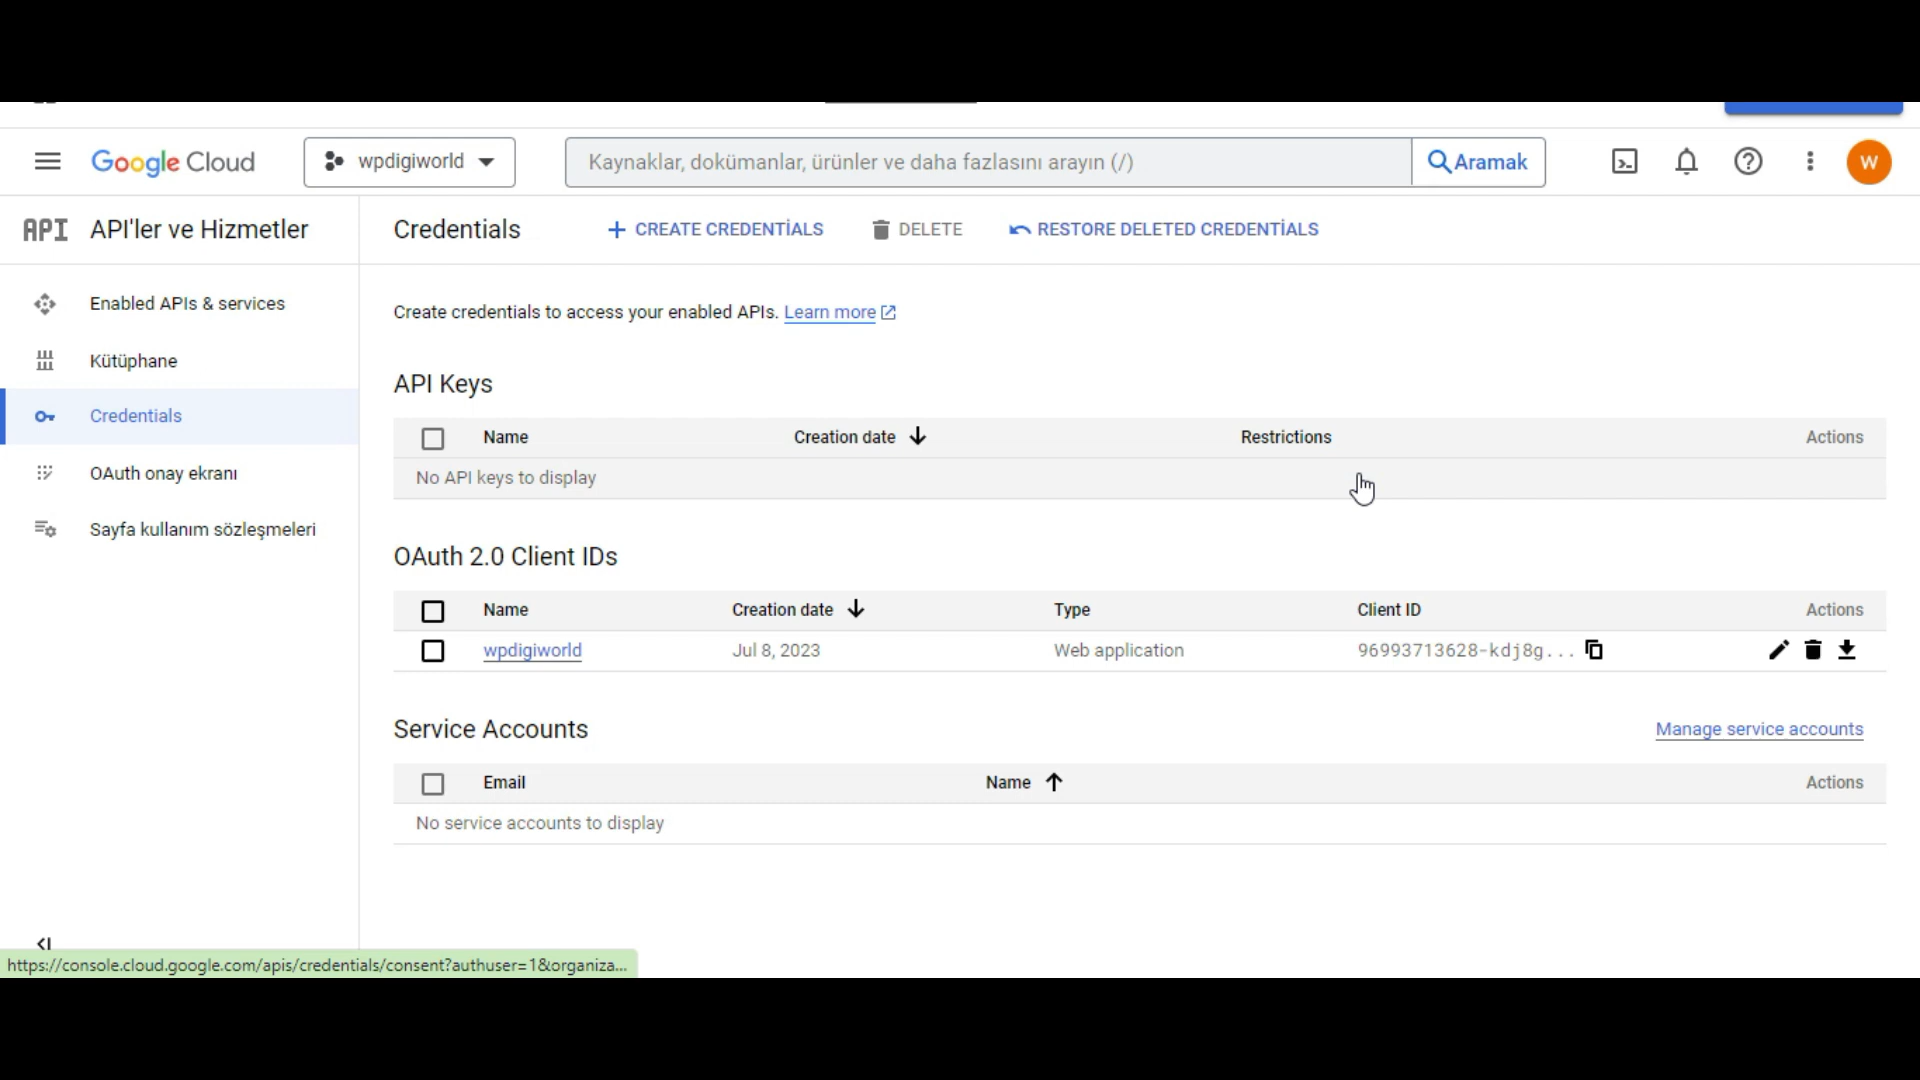 Google Cloud
wpdigiworld
Kaynaklar, dokümanlar, ürünler ve daha fazlasını arayın (/)
Aramak
W
API API'ler ve Hizmetler
Credentials
CREATE CREDENTİALS
DELETE
RESTORE DELETED CREDENTİALS
Enabled APIs & services
Kütüphane
Credentials
OAuth onay ekranı
Sayfa kullanım sözleşmeleri
Create credentials to access your enabled APIs. Learn more
API Keys
Name Creation date Restrictions Actions
No API keys to display
OAuth 2.0 Client IDs
Name Creation date Type Client ID Actions
wpdigiworld Jul 8, 2023 Web application 96993713628-kdj8g...
Service Accounts
Manage service accounts
Email Name Actions
No service accounts to display
https://console.cloud.google.com/apis/credentials/consent?authuser=1&organiza...